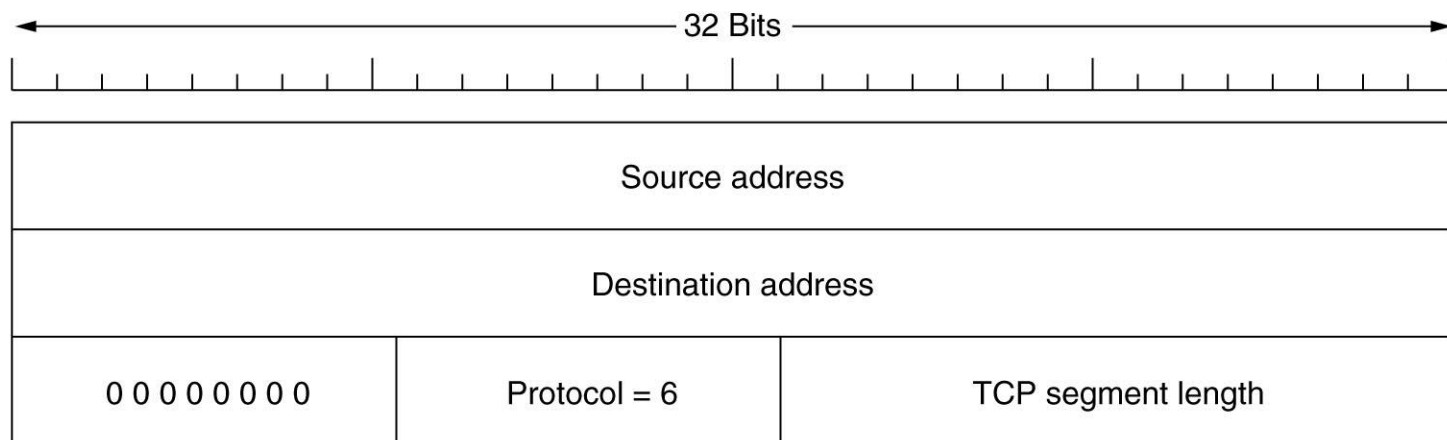 32 Bits
Source address
Destination address
0 0 0 0 0 0 0 0 Protocol = 6 TCP segment length